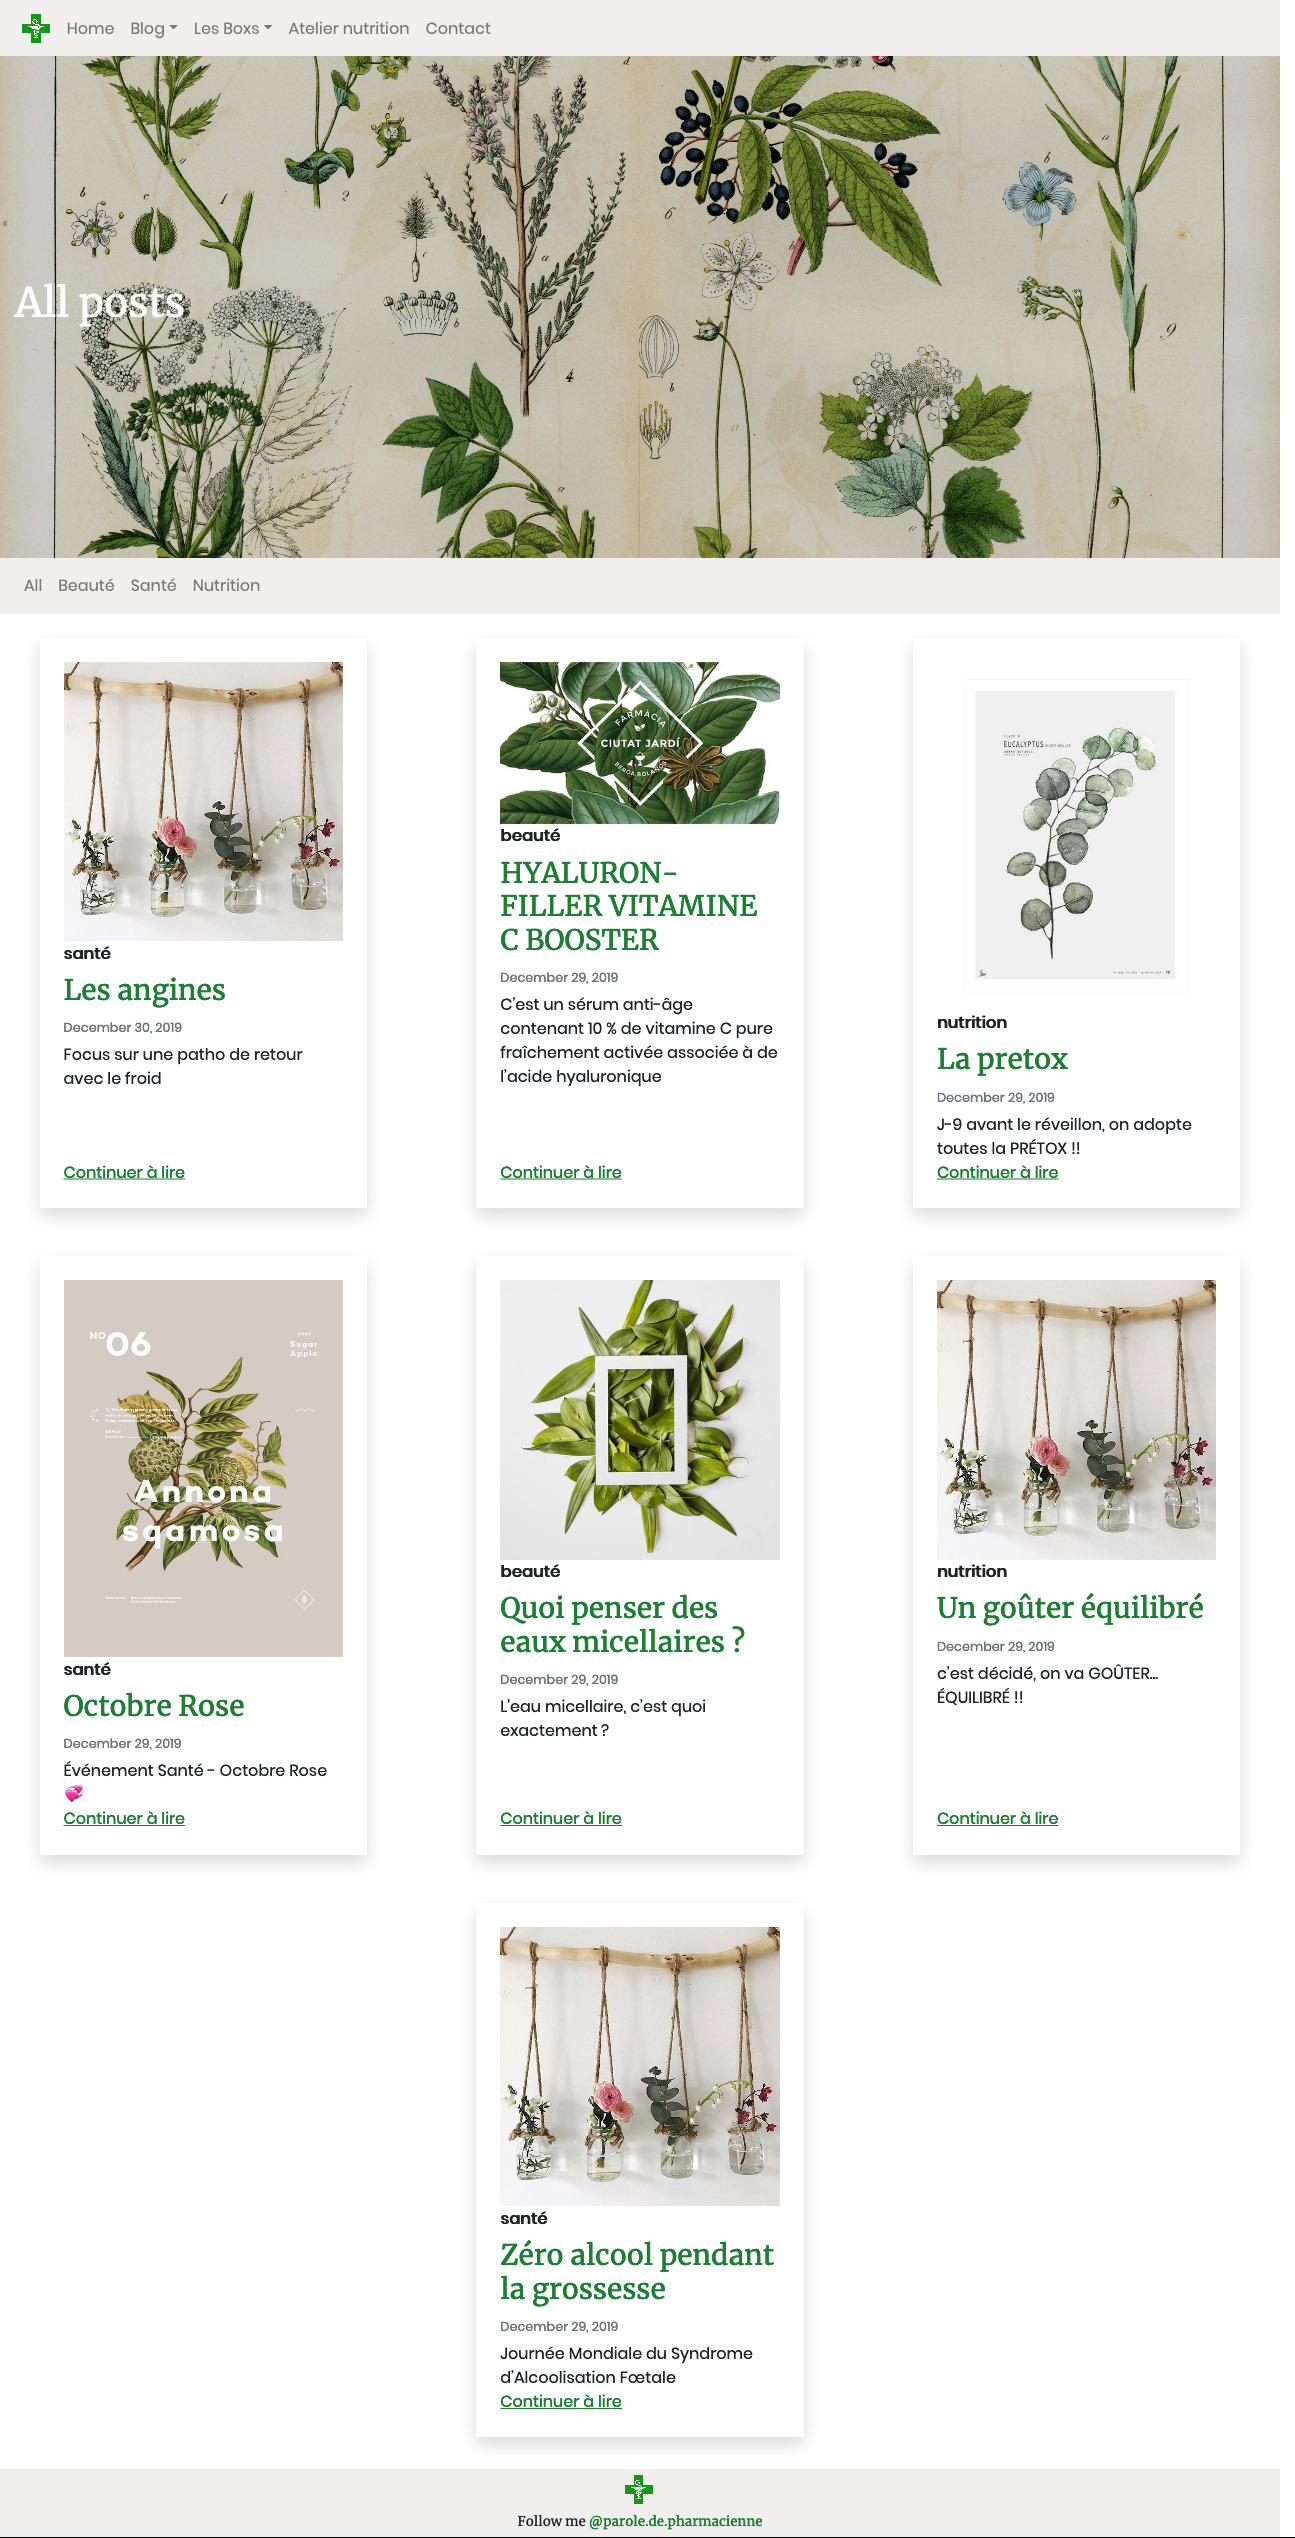 Home Blog Les Boxs Atelier nutrition Contact
All posts
All Beauté Santé Nutrition
santé
Les angines
December 30, 2019
Focus sur une patho de retour
avec le froid
Continuer à lire
FARMÀCIA
CIUTAT JARDÍ
beauté
HYALURON-
FILLER VITAMINE
C BOOSTER
December 29, 2019
C’est un sérum anti-âge
contenant 10 % de vitamine C pure
fraîchement activée associée à de
l’acide hyaluronique
Continuer à lire
EUCALYPTUS
nutrition
La pretox
December 29, 2019
J-9 avant le réveillon, on adopte
toutes la PRÉTOX !!
Continuer à lire
NO 06
Sugar
Apple
Annona
sqamosa
santé
Octobre Rose
December 29, 2019
Événement Santé - Octobre Rose
💞
Continuer à lire
beauté
Quoi penser des
eaux micellaires ?
December 29, 2019
L’eau micellaire, c’est quoi
exactement ?
Continuer à lire
nutrition
Un goûter équilibré
December 29, 2019
c’est décidé, on va GOÛTER…
ÉQUILIBRÉ !!
Continuer à lire
santé
Zéro alcool pendant
la grossesse
December 29, 2019
Journée Mondiale du Syndrome
d’Alcoolisation Fœtale
Continuer à lire
Follow me @parole.de.pharmacienne